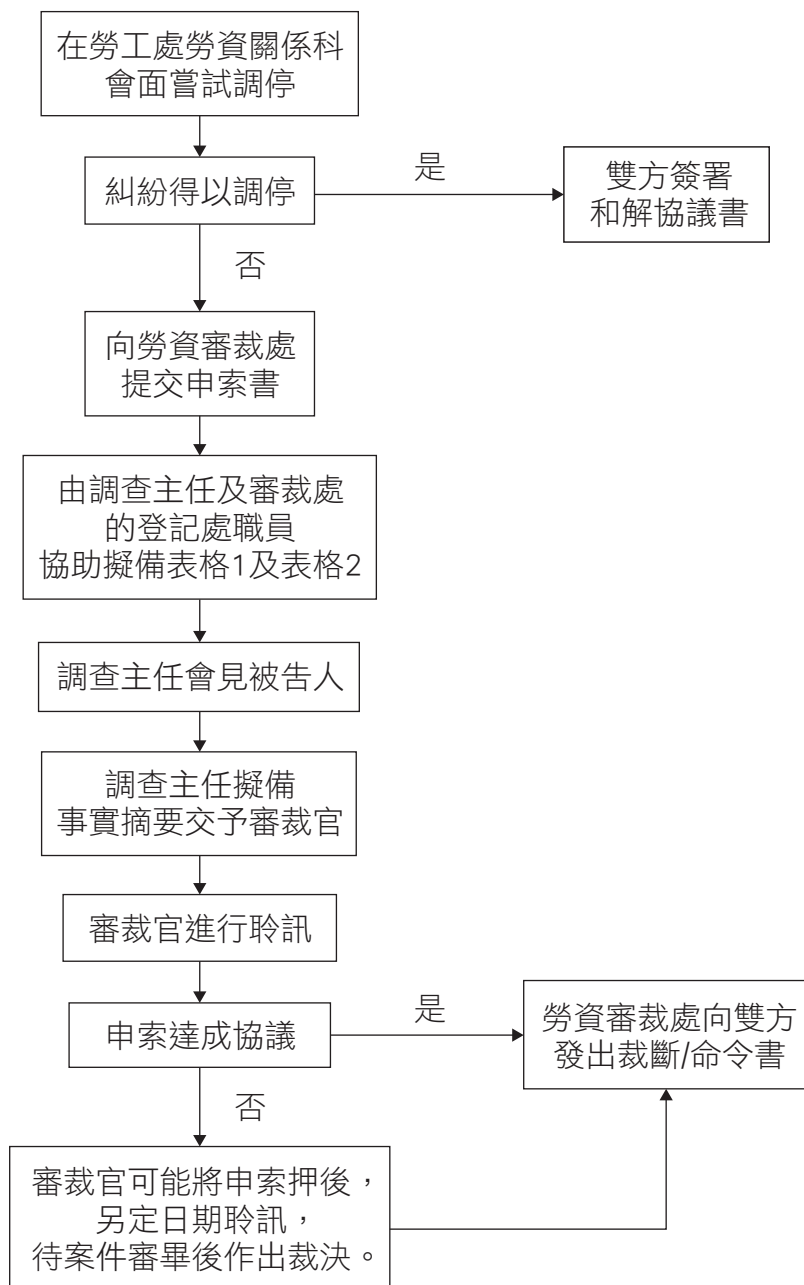 在勞工處勞資關係科
會面嘗試調停
糾紛得以調停
是
雙方簽署
和解協議書
否
向勞資審裁處
提交申索書
由調查主任及審裁處
的登記處職員
協助擬備表格1及表格2
調查主任會見被告人
調查主任擬備
事實摘要交予審裁官
審裁官進行聆訊
申索達成協議
是
勞資審裁处向雙方
發出裁斷/命令書
否
審裁官可能將申索押後，
另定日期聆訊，
待案件審畢後作出裁決。